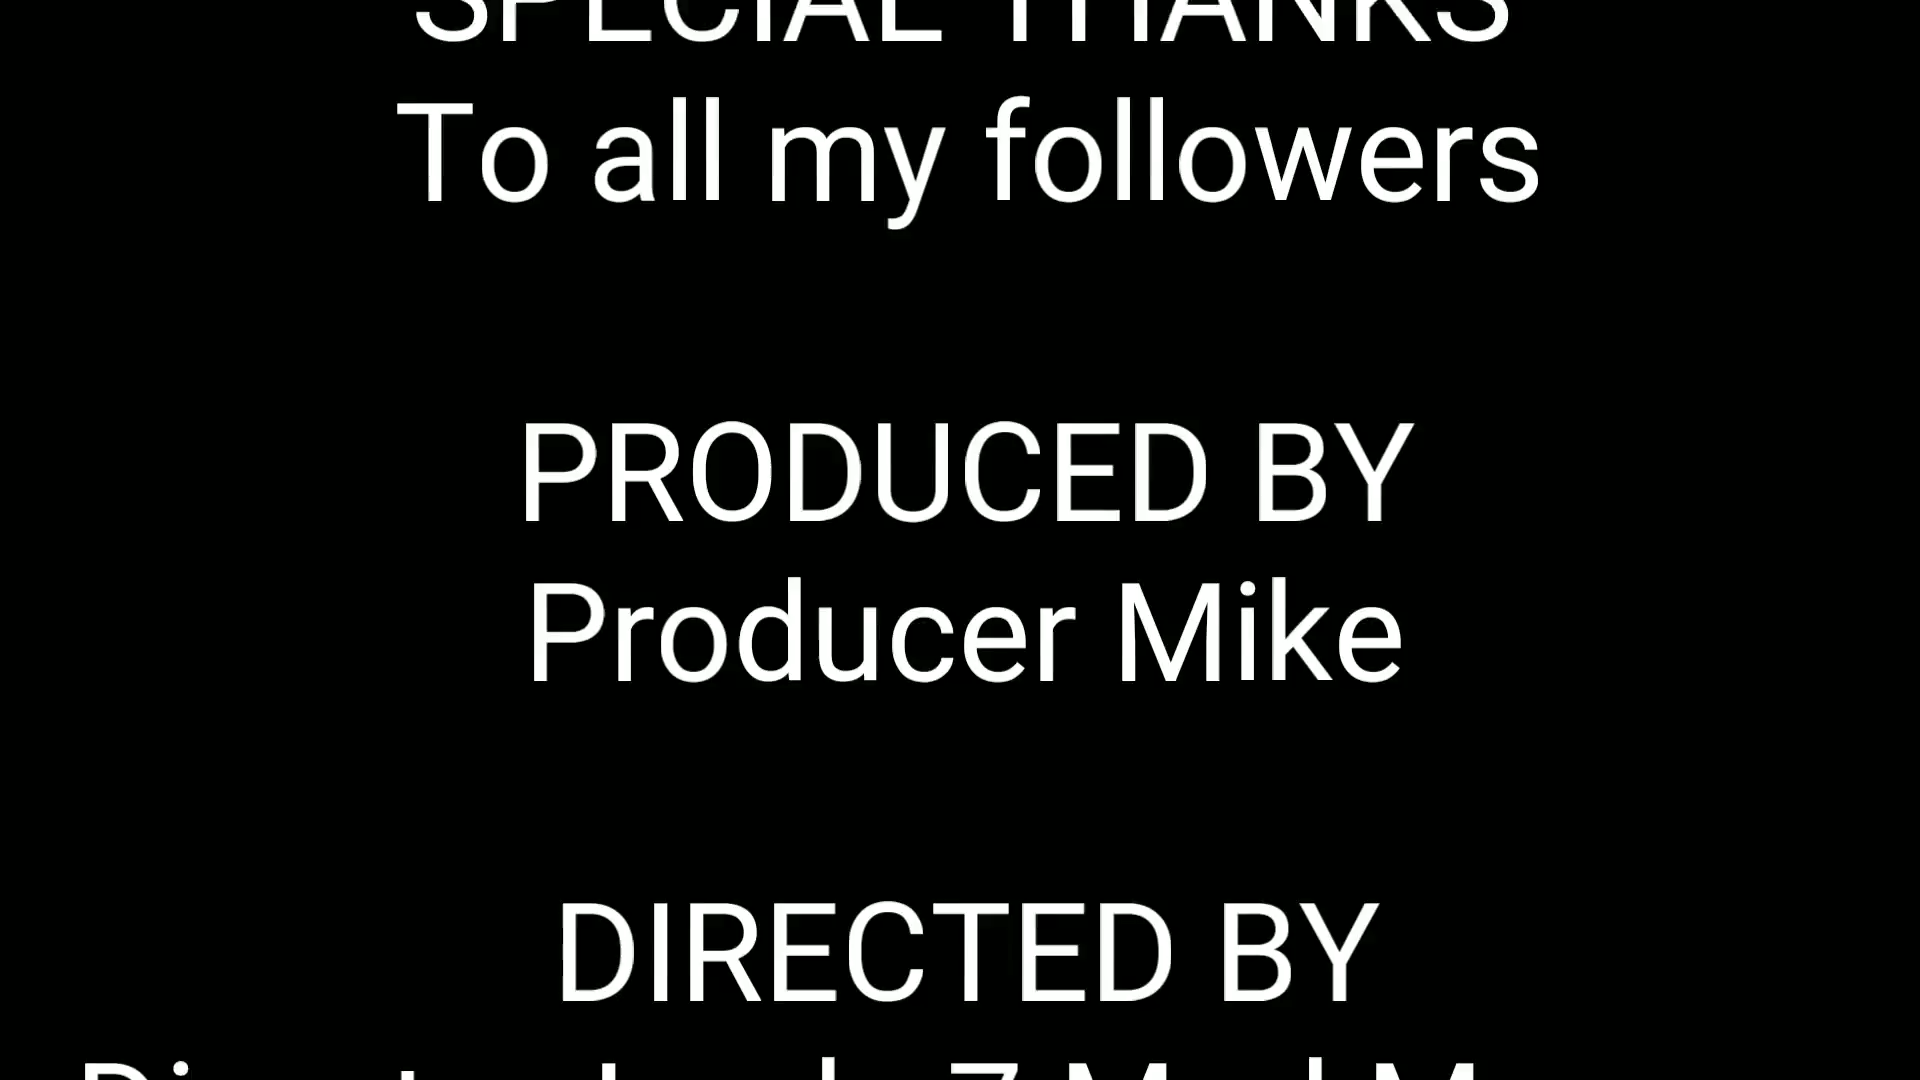 SPECIAL THANKS
To all my followers
PRODUCED BY
Producer Mike
DIRECTED BY